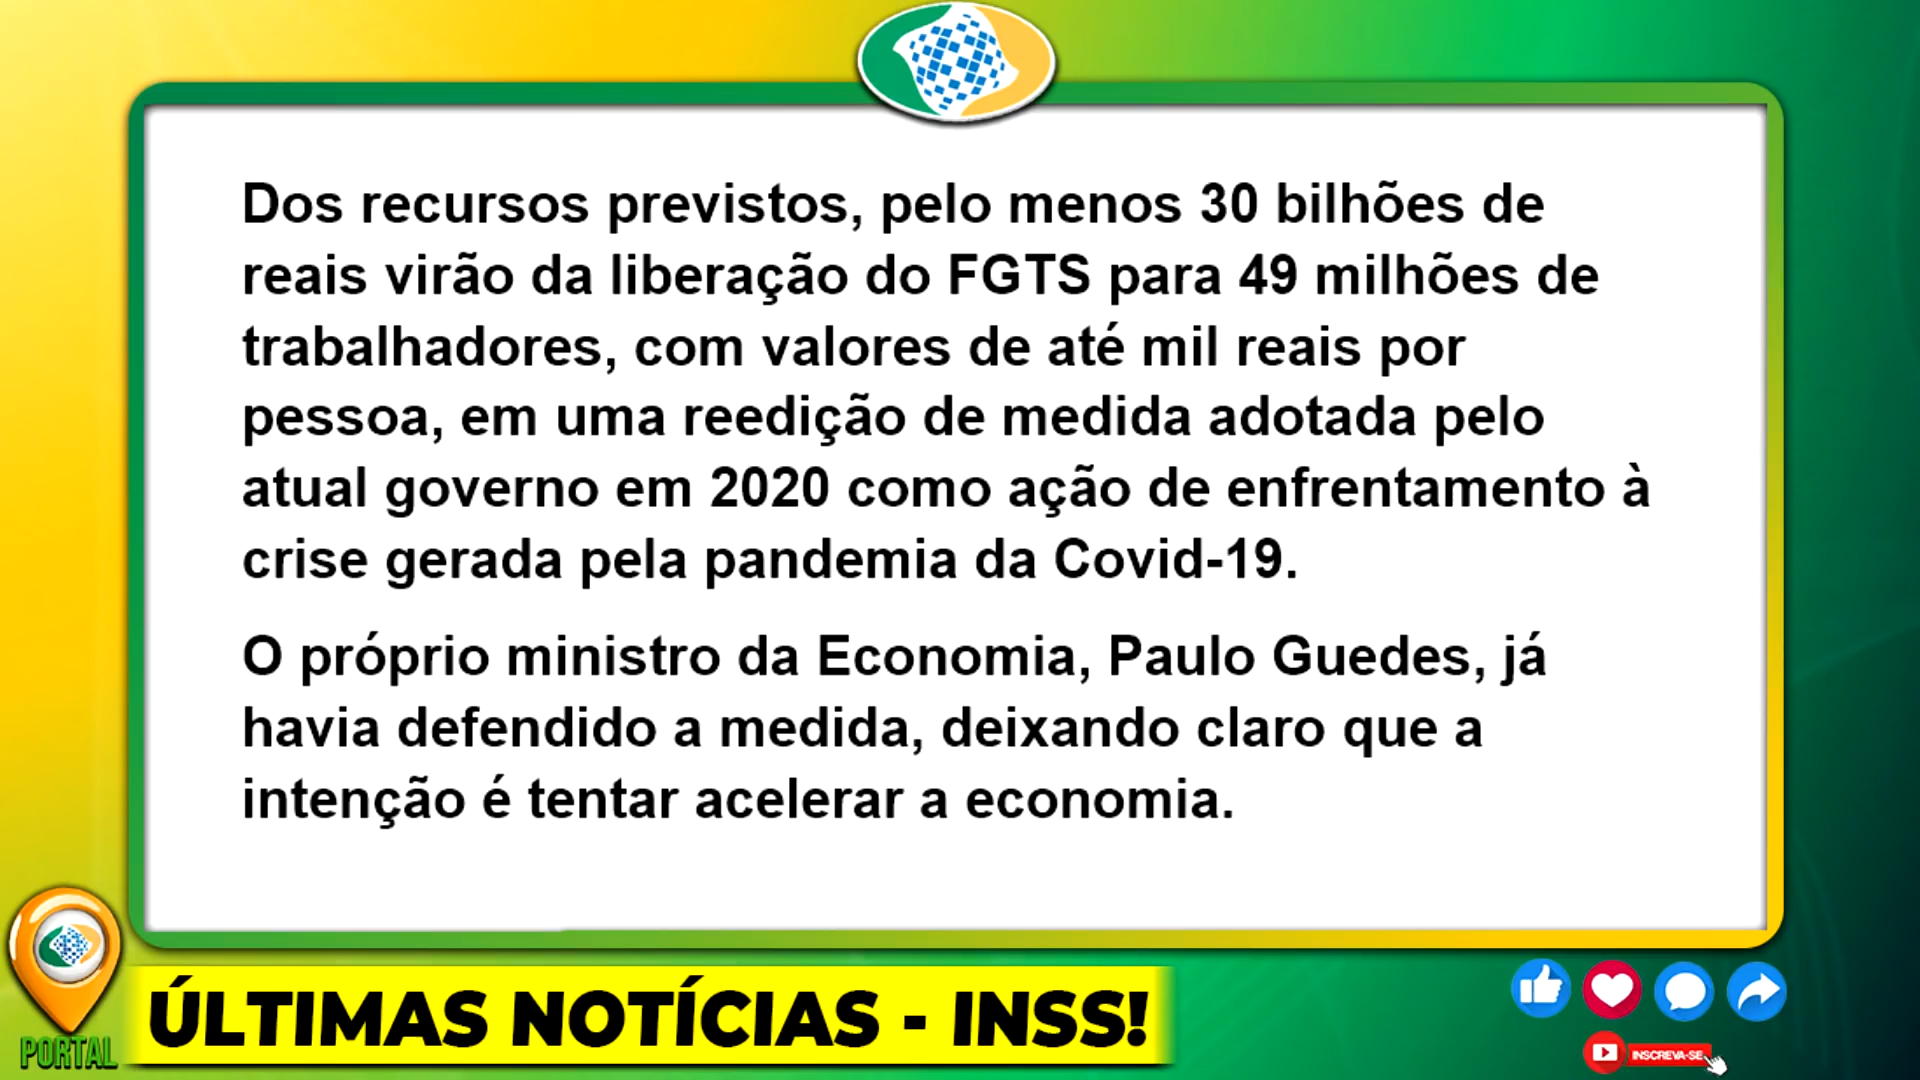 Dos recursos previstos, pelo menos 30 bilhões de
reais virão da liberação do FGTS para 49 milhões de
trabalhadores, com valores de até mil reais por
pessoa, em uma reedição de medida adotada pelo
atual governo em 2020 como ação de enfrentamento à
crise gerada pela pandemia da Covid-19.
O próprio ministro da Economia, Paulo Guedes, já
havia defendido a medida, deixando claro que a
intenção é tentar acelerar a economia.
ÚLTIMAS NOTÍCIAS - INSS!
PORTAL
INSCREVA-SE